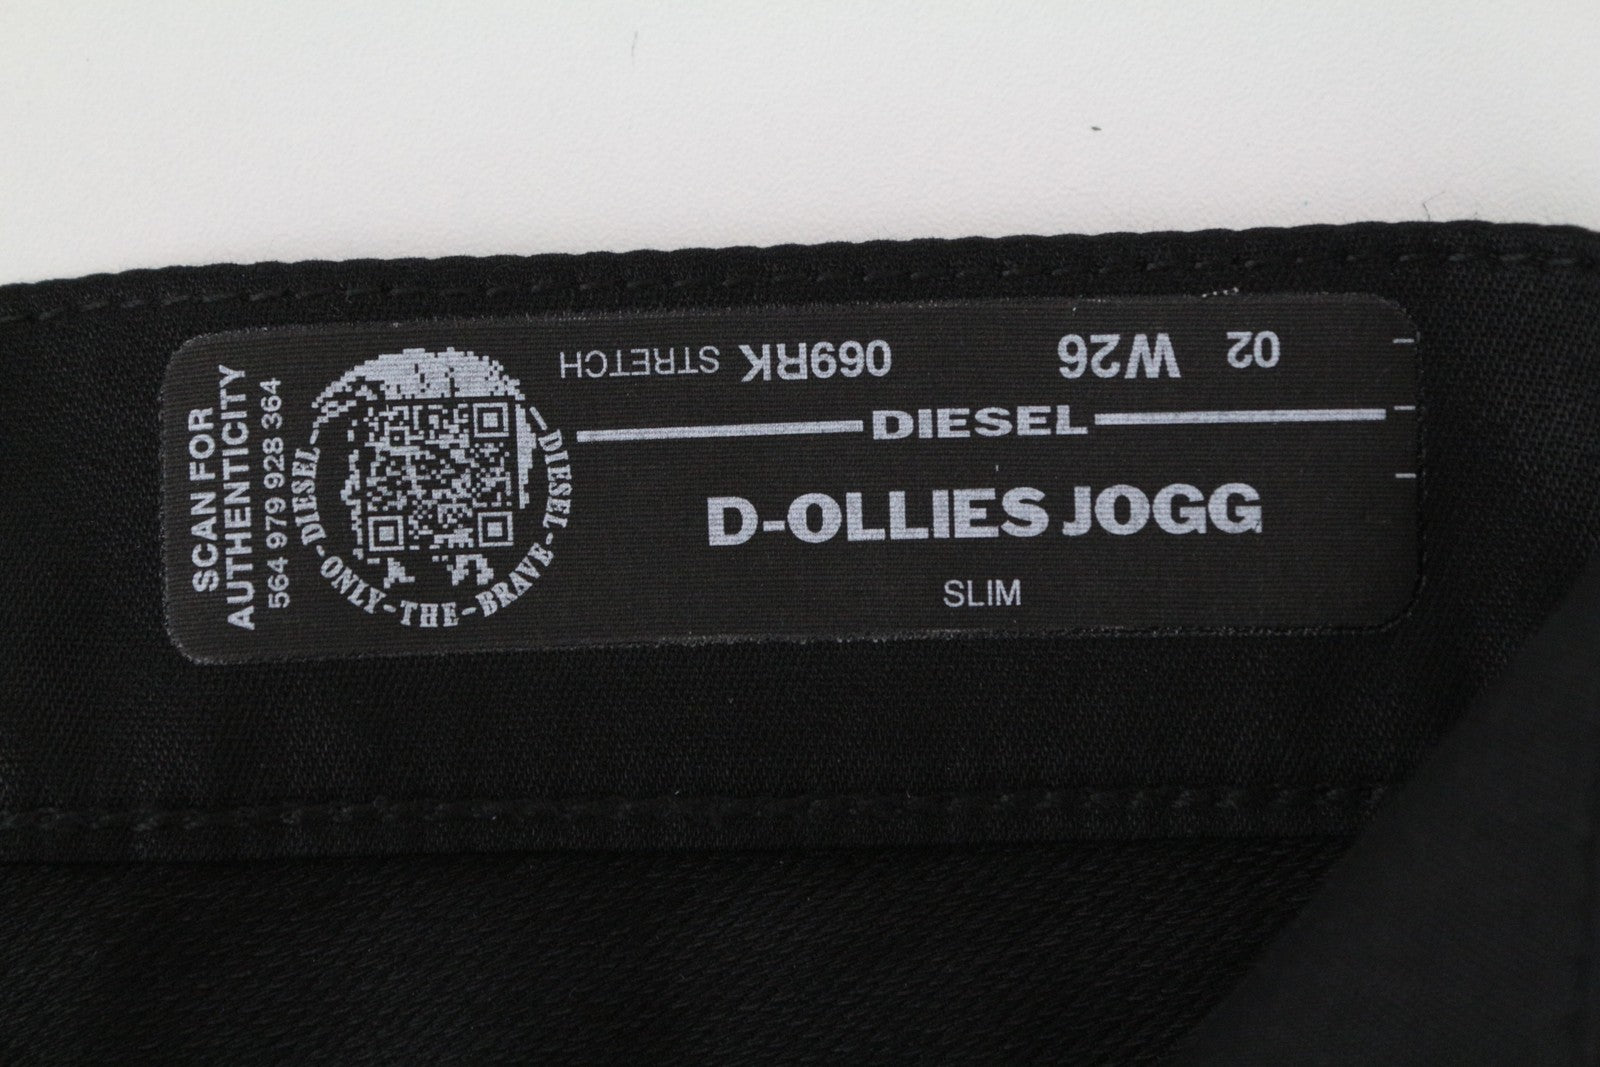 SCAN FOR
AUTHENTICITY
564 979 928 364
DIESEL-ONLY-THE-BRAVE-DIESEL
02 W26 069RK STRETCH
DIESEL
D-OLLIES JOGG
SLIM